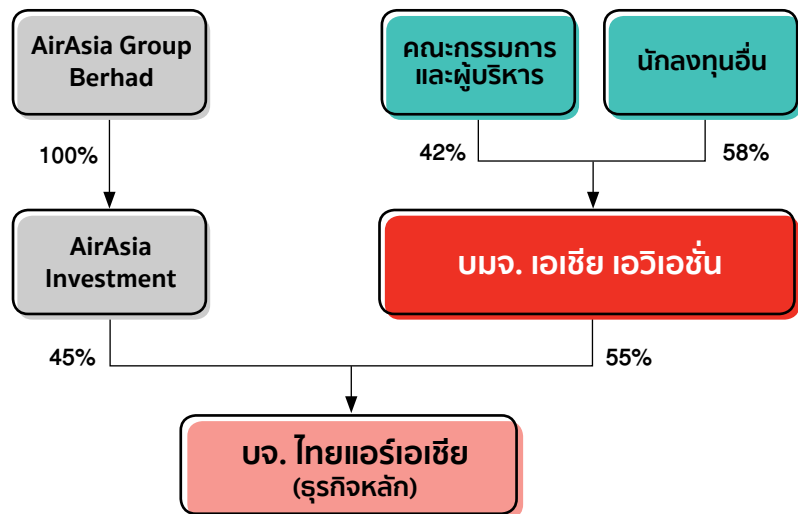 AirAsia Group
Berhad
คณะกรรมการ
และผู้บริหาร
นักลงทุนอื่น
100%
42%
58%
AirAsia
Investment
บมจ. เอเชีย เอวิเอชั่น
45%
55%
บจ. ไทยแอร์เอเชีย
(ธุรกิจหลัก)